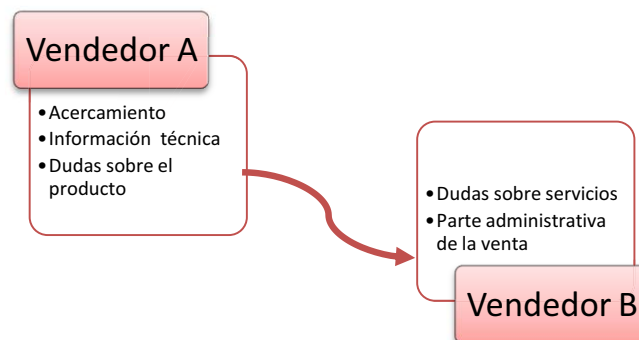 Vendedor A
•Acercamiento
•Información técnica
•Dudas sobre el
producto
•Dudas sobre servicios
•Parte administrativa
de la venta
Vendedor B